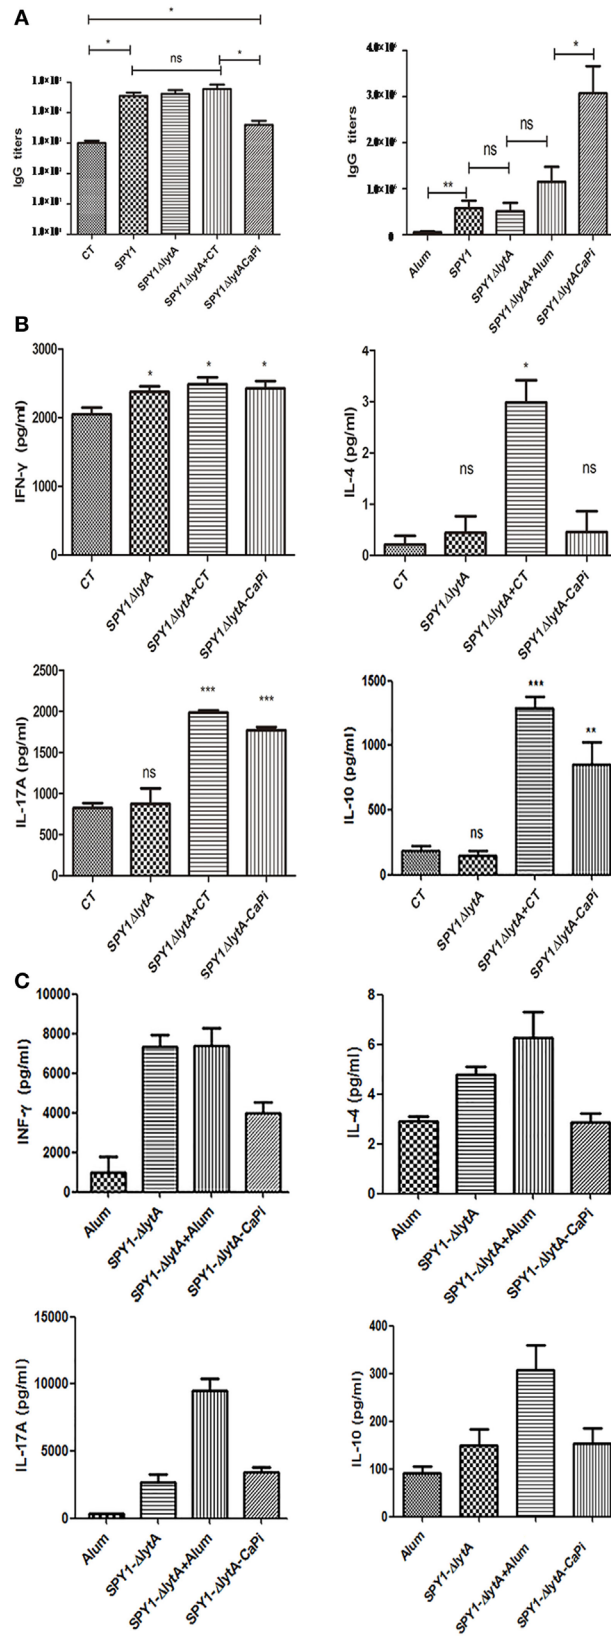 A
*
*
ns
*
IgG titers
CT
SPY1
SPY1ΔlytA
SPY1ΔlytA+CT
SPY1ΔlytACaPi
*
ns
ns
**
IgG titers
0
Alum
SPY1
SPY1ΔlytA
SPY1ΔlytA+Alum
SPY1ΔlytACaPi
B
3000
2000
1000
0
IFN-γ (pg/ml)
*
*
*
CT
SPY1ΔlytA
SPY1ΔlytA+CT
SPY1ΔlytA-CaPi
4
3
2
1
0
IL-4 (pg/ml)
ns
*
ns
CT
SPY1ΔlytA
SPY1ΔlytA+CT
SPY1ΔlytA-CaPi
2500
2000
1500
1000
500
0
IL-17A (pg/ml)
ns
***
***
CT
SPY1ΔlytA
SPY1ΔlytA+CT
SPY1ΔlytA-CaPi
1500
1000
500
0
IL-10 (pg/ml)
ns
***
**
CT
SPY1ΔlytA
SPY1ΔlytA+CT
SPY1ΔlytA-CaPi
C
10000
8000
6000
4000
2000
0
INF-γ (pg/ml)
Alum
SPY1-ΔlytA
SPY1-ΔlytA+Alum
SPY1-ΔlytA-CaPi
8
6
4
2
0
IL-4 (pg/ml)
Alum
SPY1-ΔlytA
SPY1-ΔlytA+Alum
SPY1-ΔlytA-CaPi
15000
10000
5000
0
IL-17A (pg/ml)
Alum
SPY1-ΔlytA
SPY1-ΔlytA+Alum
SPY1-ΔlytA-CaPi
400
300
200
100
0
IL-10 (pg/ml)
Alum
SPY1-ΔlytA
SPY1-ΔlytA+Alum
SPY1-ΔlytA-CaPi